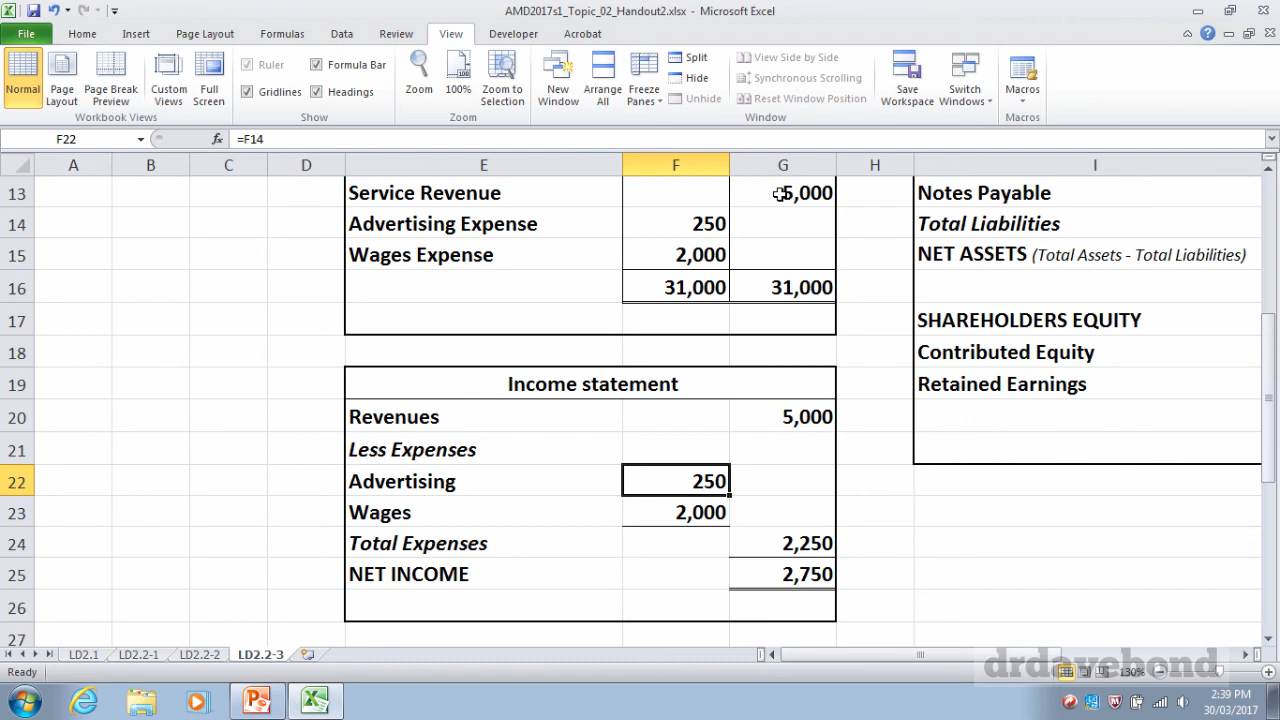 AMD2017s1_Topic_02_Handout2.xlsx - Microsoft Excel
File Home Insert Page Layout Formulas Data Review View Developer Acrobat
Normal Page Layout Page Break Preview Custom Views Full Screen
Workbook Views
Ruler Formula Bar
Gridlines Headings
Show
Zoom 100% Zoom to Selection
Zoom
New Window Arrange All Freeze Panes
Split
Hide
Unhide
View Side by Side
Synchronous Scrolling
Reset Window Position
Save Workspace Switch Windows
Window
Macros
Macros
F22 fx =F14
A B C D E F G H I
13 Service Revenue 5,000 Notes Payable
14 Advertising Expense 250 Total Liabilities
15 Wages Expense 2,000 NET ASSETS (Total Assets - Total Liabilities)
16 31,000 31,000
17 SHAREHOLDERS EQUITY
18 Contributed Equity
19 Income statement Retained Earnings
20 Revenues 5,000
21 Less Expenses
22 Advertising 250
23 Wages 2,000
24 Total Expenses 2,250
25 NET INCOME 2,750
26
27
LD2.1 LD2.2-1 LD2.2-2 LD2.2-3
drdavebond
Ready 130%
2:39 PM
30/03/2017